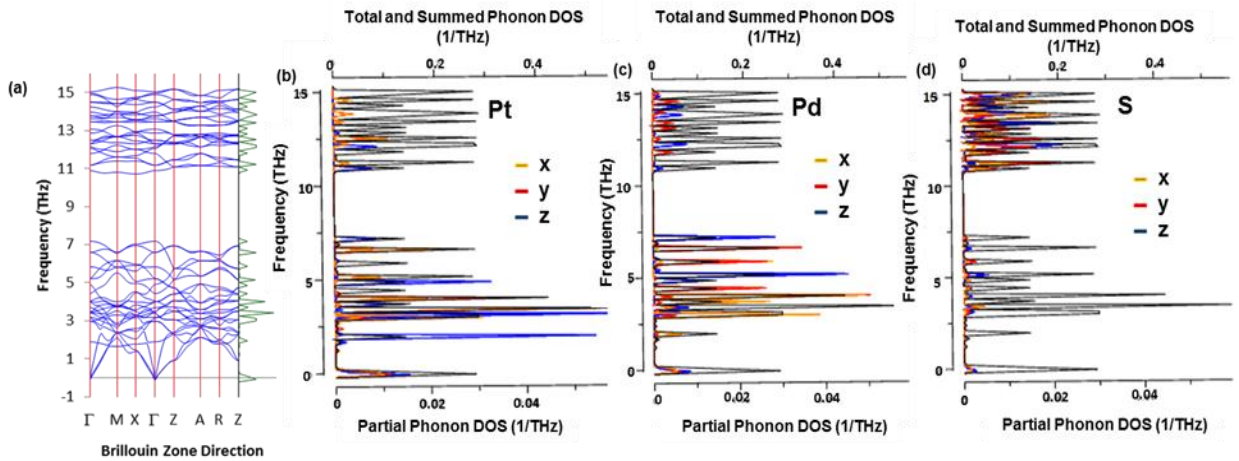 (a)
Frequency (THz)
15
13
11
9
7
5
3
1
-1
Γ M X Γ Z A R Z
Brillouin Zone Direction
Total and Summed Phonon DOS
(1/THz)
(b)
0 0.2 0.4
Pt
x
y
z
Frequency (THz)
15
10
5
0
0 0.02 0.04
Partial Phonon DOS (1/THz)
Total and Summed Phonon DOS
(1/THz)
(c)
0 0.2 0.4
Pd
x
y
z
Frequency (THz)
15
10
5
0
0 0.02 0.04
Partial Phonon DOS (1/THz)
Total and Summed Phonon DOS
(1/THz)
(d)
0 0.2 0.4
S
x
y
z
Frequency (THz)
15
10
5
0
0 0.02 0.04
Partial Phonon DOS (1/THz)